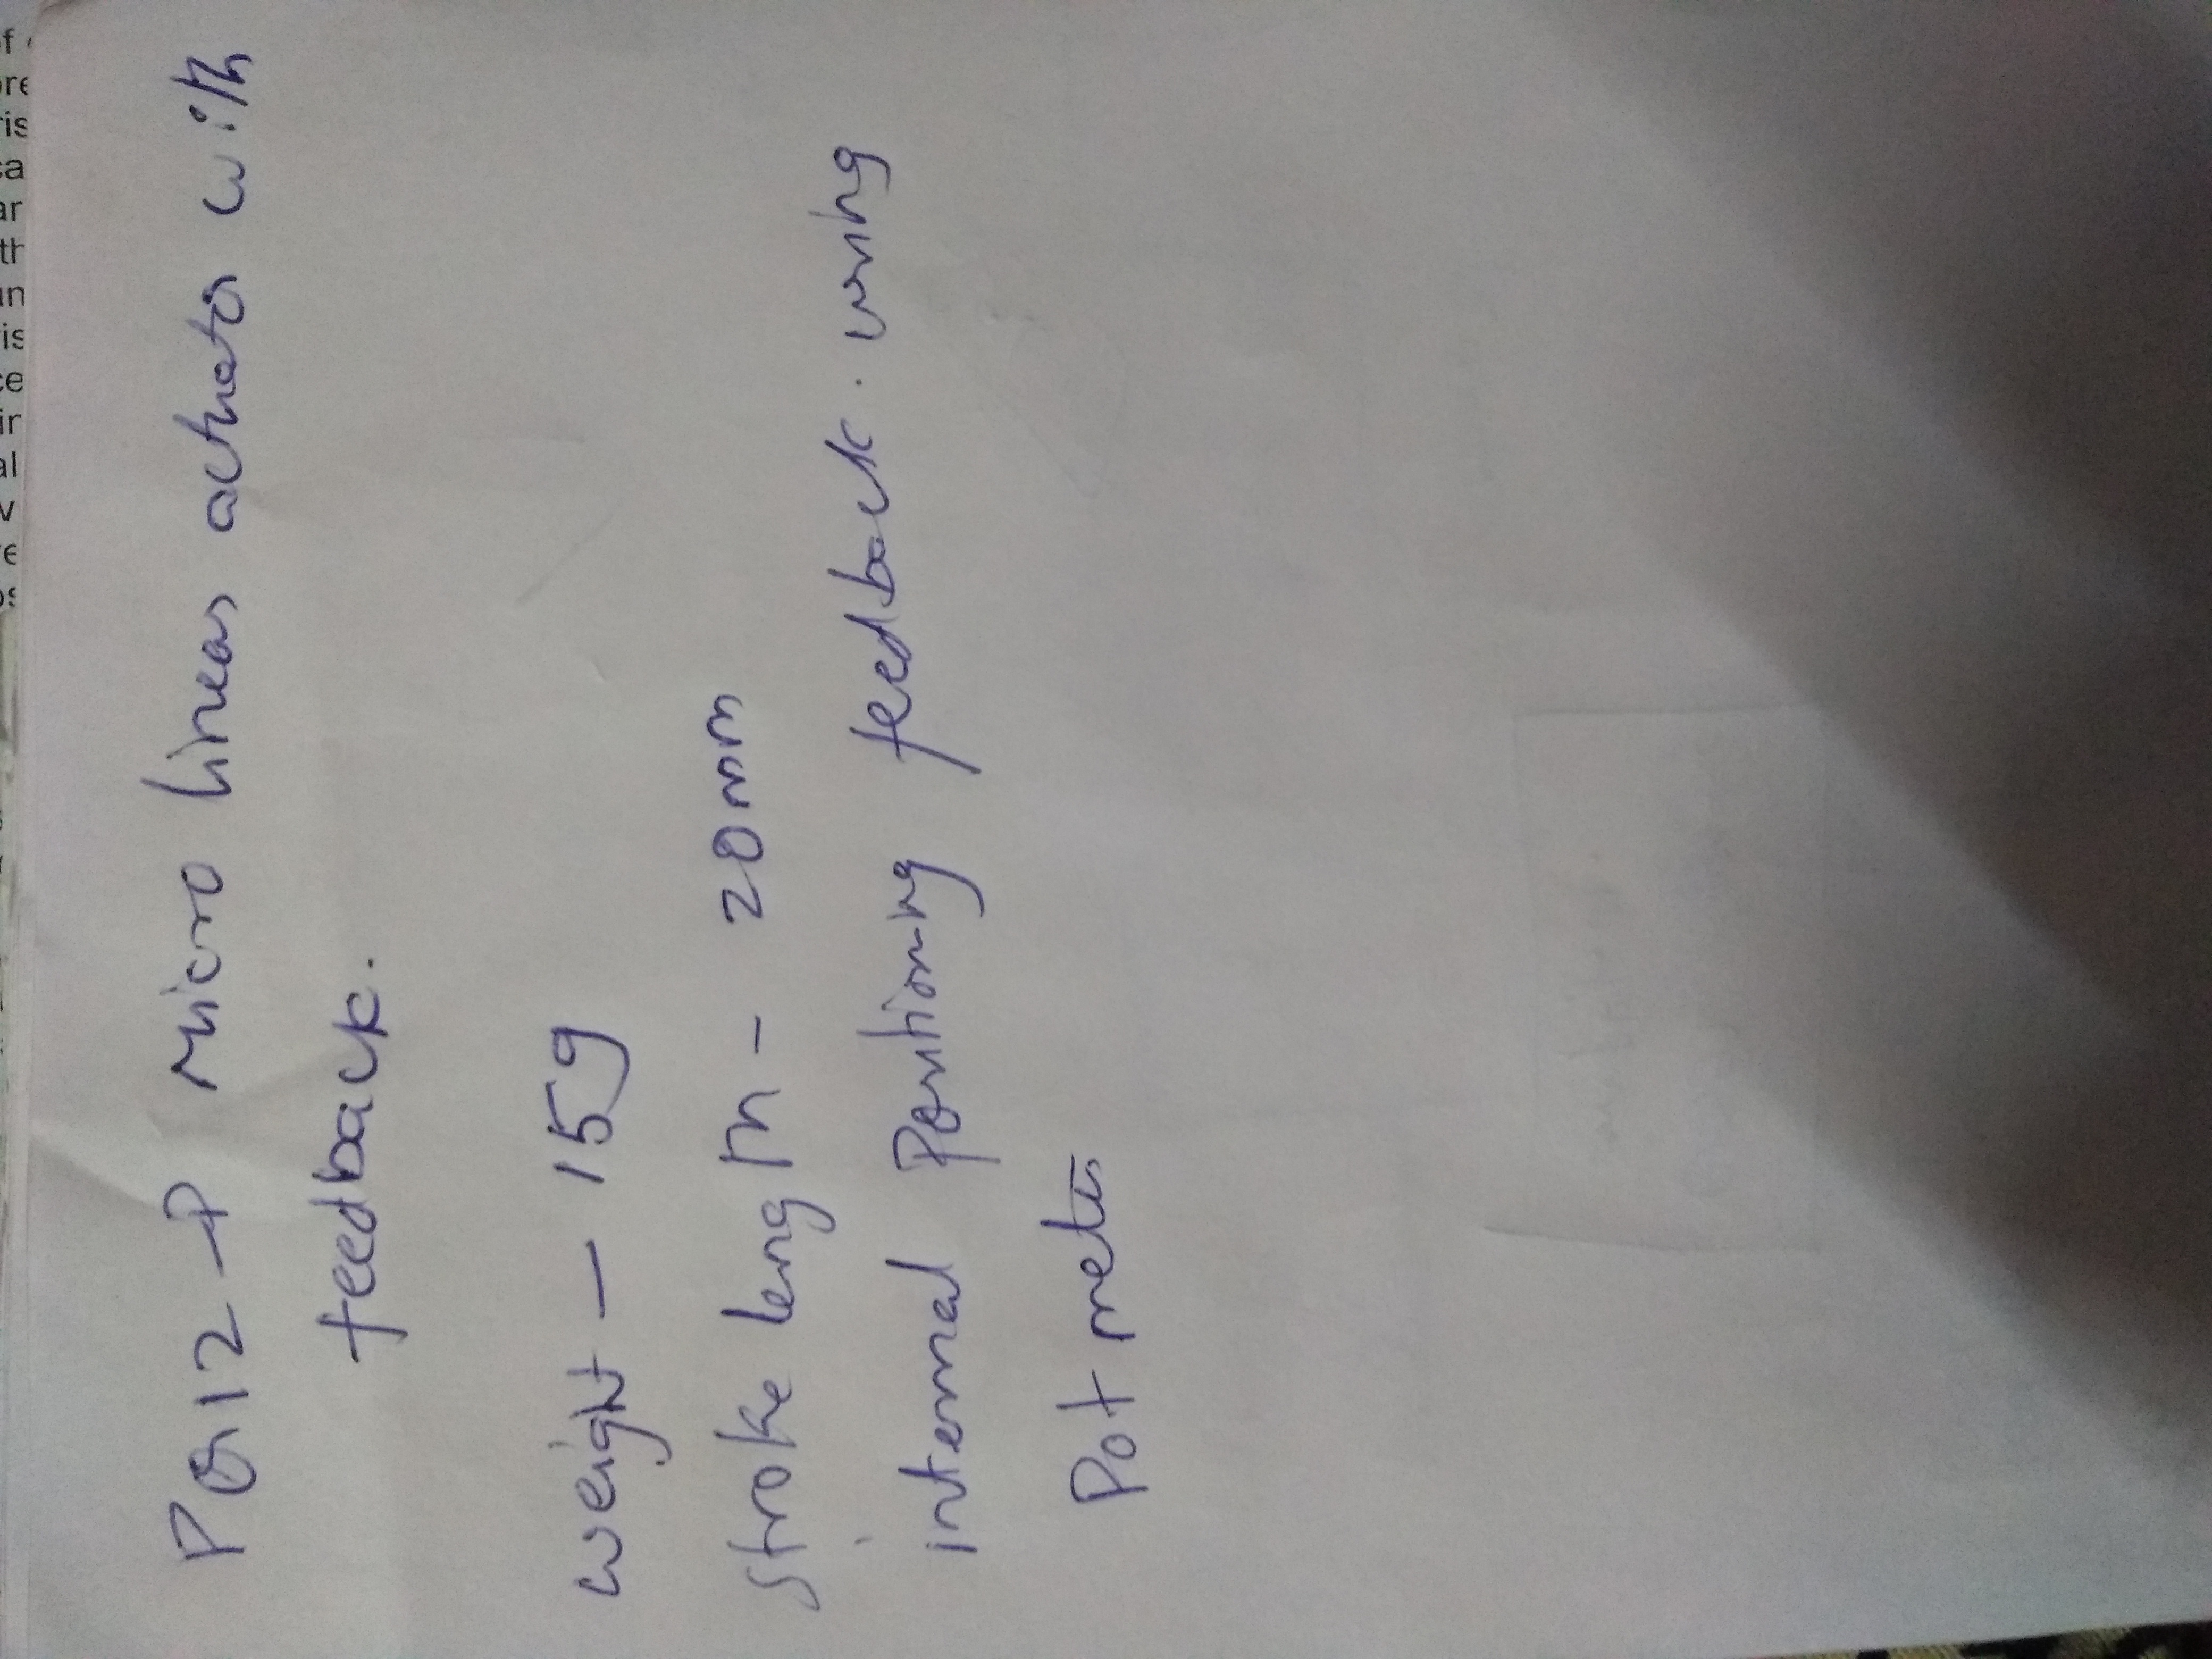 PQ12-P Micro linear actuator with
feedback.
weight - 15g
stroke length - 20mm
internal Positioning feedback. using
Pot meter